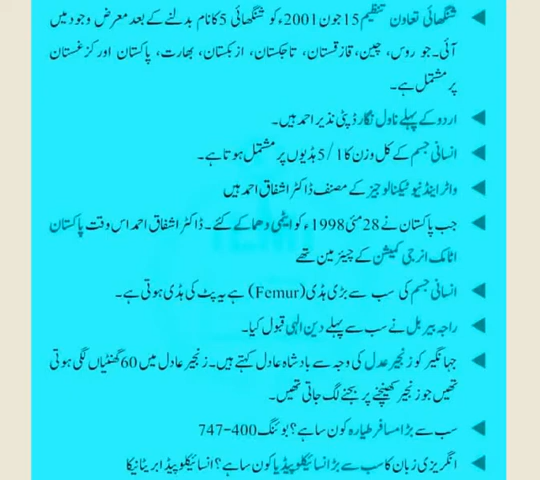 شنگھائی تعاون تنظیم 15 جون 2001ء کو شنگھائی 5 کا نام بدلنے کے بعد معرض وجود میں
آئی۔ جو روس، چین، قازقستان، تاجکستان، ازبکستان، بھارت، پاکستان اور کرغستان
پر مشتمل ہے۔
اردو کے پہلے ناول نگار ڈپٹی نذیر احمد ہیں۔
انسانی جسم کے کل وزن کا 1/5 ہڈیوں پر مشتمل ہوتا ہے۔
واٹر اینڈ نیو ٹیکنالوجیز کے مصنف ڈاکٹر اشفاق احمد ہیں
جب پاکستان نے 28 مئی 1998ء کو ایٹمی دھماکے کئے۔ ڈاکٹر اشفاق احمد اس وقت پاکستان
اٹامک انرجی کمیشن کے چیئرمین تھے
انسانی جسم کی سب سے بڑی ہڈی (Femur) ہے یہ پٹ کی ہڈی ہوتی ہے۔
راجہ بیربل نے سب سے پہلے دین الہی قبول کیا۔
جہانگیر کو زنجیر عدل کی وجہ سے بادشاہ عادل کہتے ہیں۔ زنجیر عادل میں 60 گھنٹیاں لگی ہوتی
تھیں جو زنجیر کھینچنے پر بجنے لگ جاتی تھیں۔
سب سے بڑا مسافر طیارہ کون سا ہے؟ بوئنگ 400-747
انگریزی زبان کا سب سے بڑا انسائیکلوپیڈیا کون سا ہے؟ انسائیکلوپیڈیا بریٹانیکا